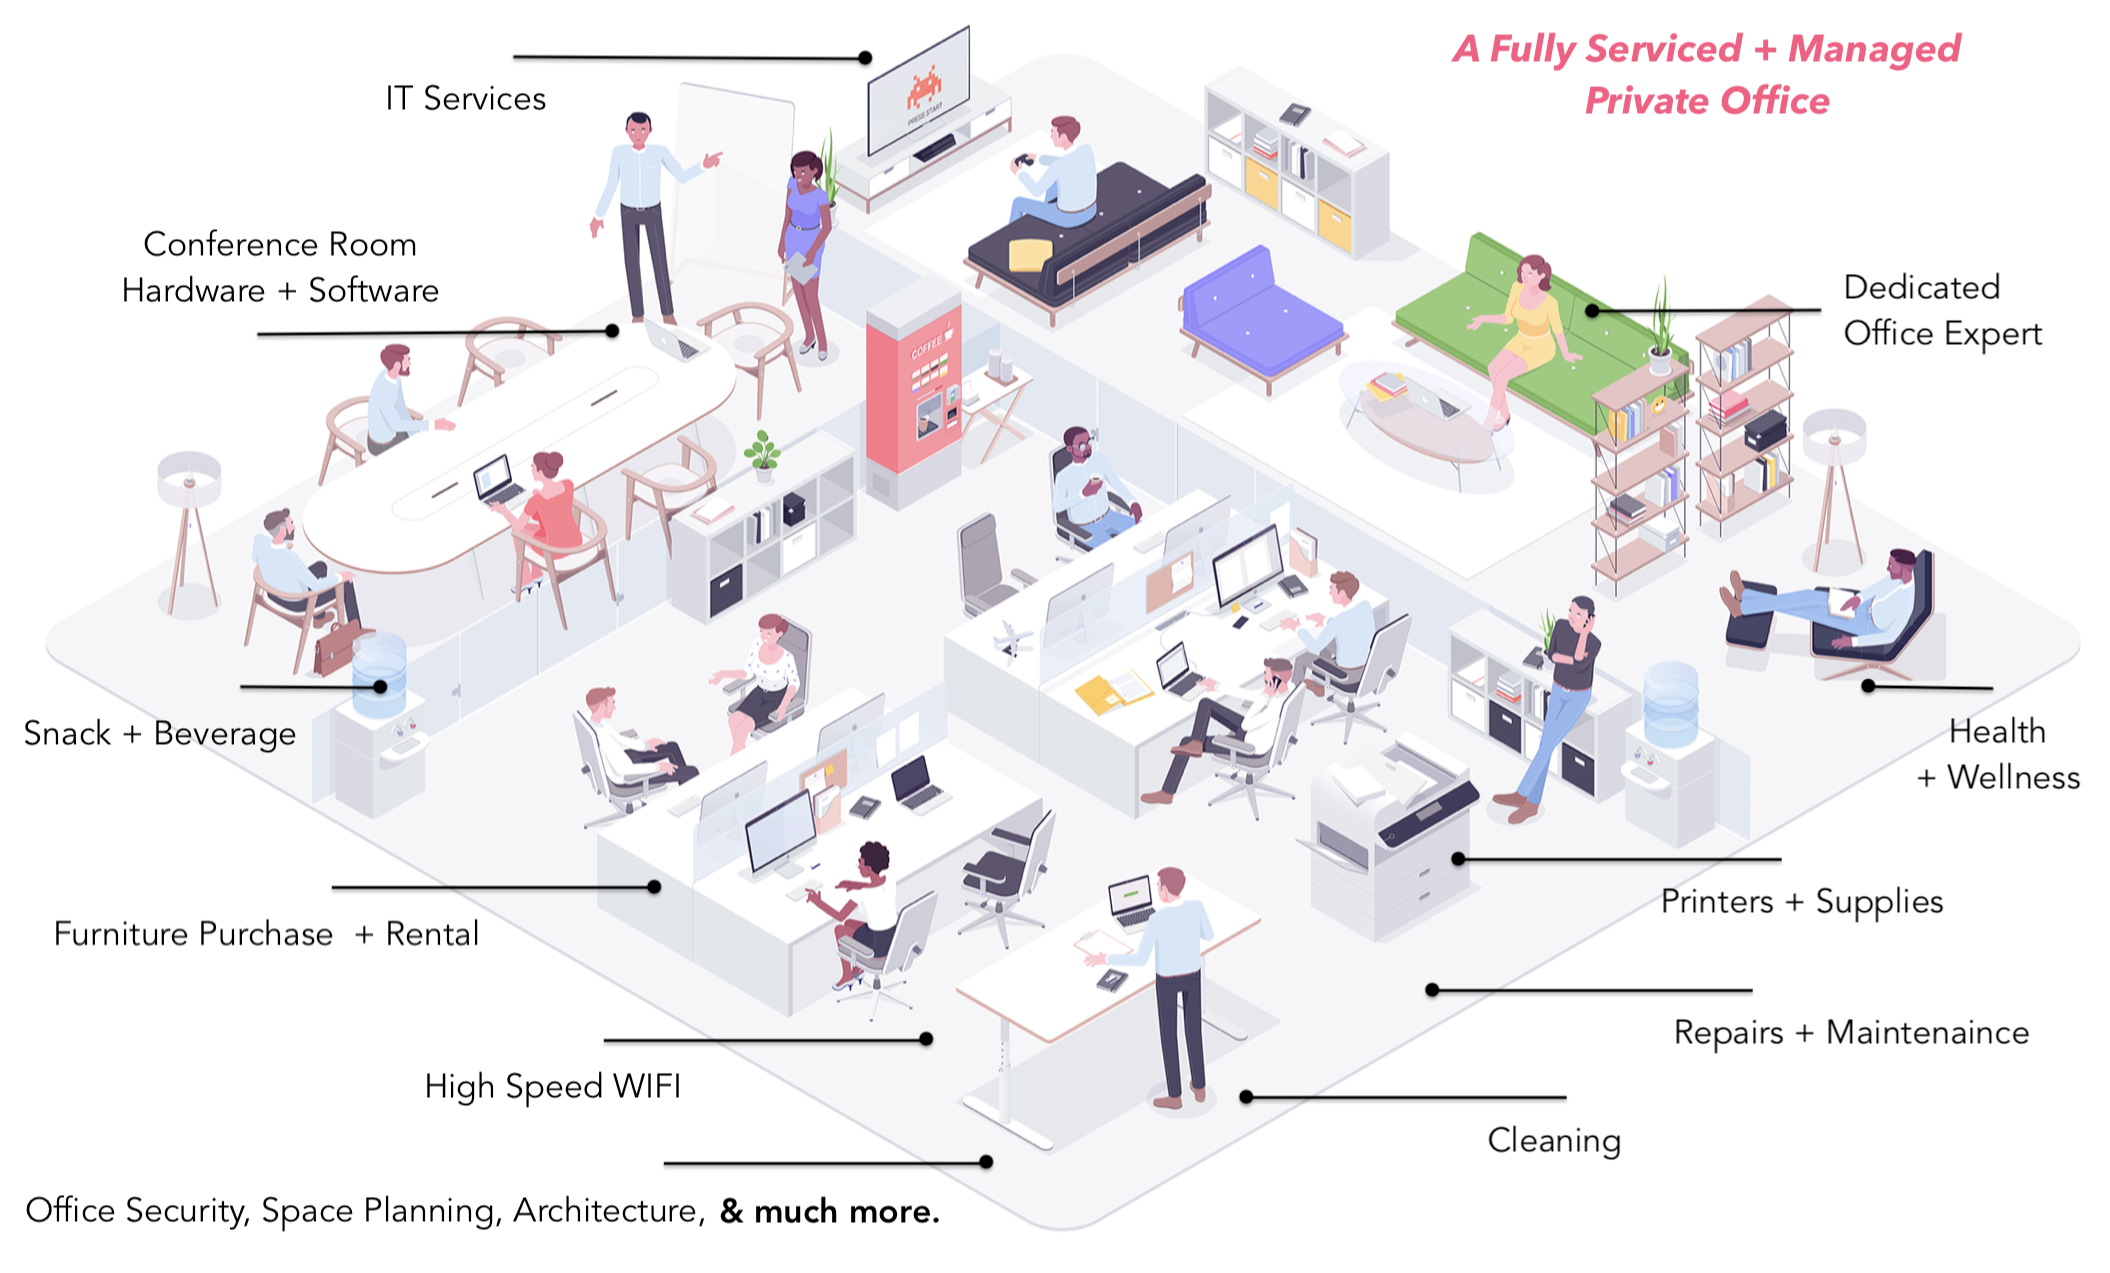 A Fully Serviced + Managed
Private Office
IT Services
PRESS START
Conference Room
Hardware + Software
COFFEE
Dedicated
Office Expert
Snack + Beverage
Health
+ Wellness
Furniture Purchase + Rental
Printers + Supplies
Repairs + Maintenaince
High Speed WIFI
Cleaning
Office Security, Space Planning, Architecture, & much more.